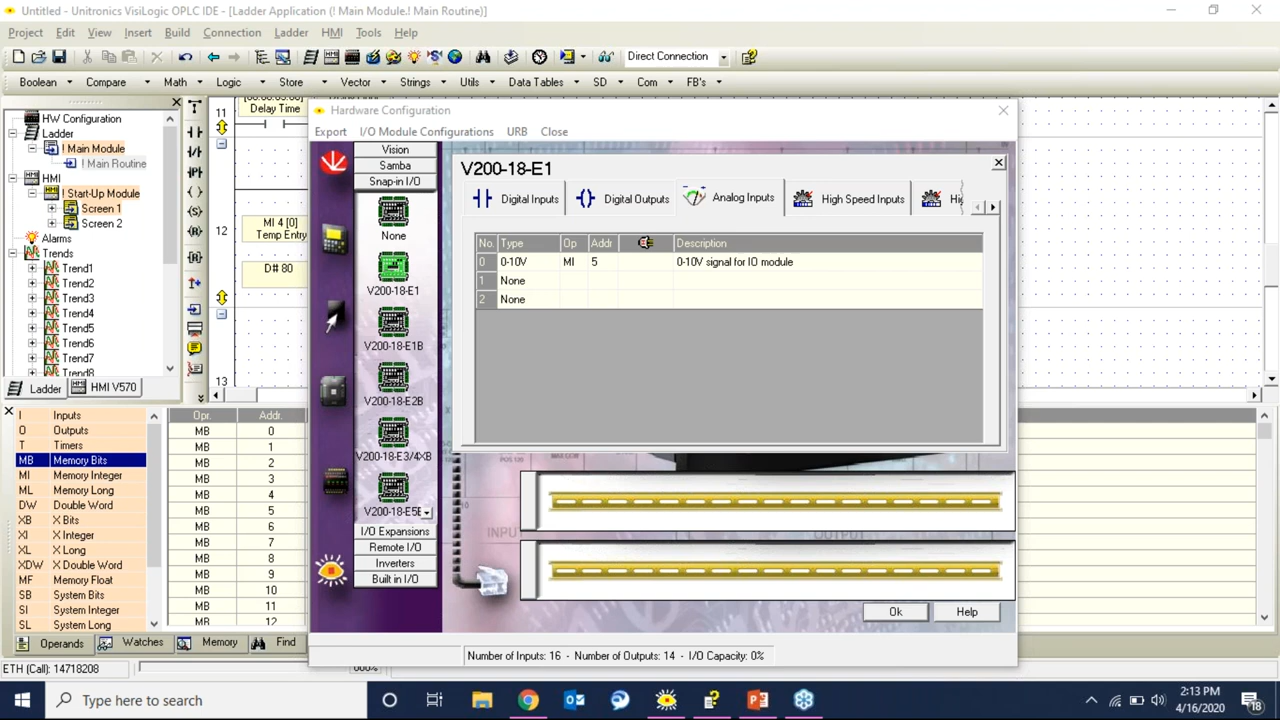 Untitled - Unitronics VisiLogic OPLC IDE - [Ladder Application (! Main Module.! Main Routine)]
Project Edit View Insert Build Connection Ladder HMI Tools Help
Direct Connection
Boolean Compare Math Logic Store Vector Strings Utils Data Tables SD Com FB's
HW Configuration
Ladder
! Main Module
! Main Routine
HMI
! Start-Up Module
Screen 1
Screen 2
Alarms
Trends
Trend1
Trend2
Trend3
Trend4
Trend5
Trend6
Trend7
Trend8
Ladder HMI V570
11
Delay Time
12
MI 4 [0]
Temp Entry
D# 80
13
Hardware Configuration
Export I/O Module Configurations URB Close
Vision
Samba
Snap-in I/O
None
V200-18-E1
V200-18-E1B
V200-18-E2B
V200-18-E3/4XB
V200-18-E5E
I/O Expansions
Remote I/O
Inverters
Built in I/O
V200-18-E1
Digital Inputs Digital Outputs Analog Inputs High Speed Inputs Hi
No. Type Op Addr Description
0 0-10V MI 5 0-10V signal for IO module
1 None
2 None
INPUT OUTPUT
Ok Help
Number of Inputs: 16 - Number of Outputs: 14 - I/O Capacity: 0%
I Inputs
O Outputs
T Timers
MB Memory Bits
MI Memory Integer
ML Memory Long
DW Double Word
XB X Bits
XI X Integer
XL X Long
XDW X Double Word
MF Memory Float
SB System Bits
SI System Integer
SL System Long
Opr. Addr.
MB 0
MB 1
MB 2
MB 3
MB 4
MB 5
MB 6
MB 7
MB 8
MB 9
MB 10
MB 11
MB 12
Operands Watches Memory Find
ETH (Call): 14718208
000%
Type here to search
2:13 PM
4/16/2020
18